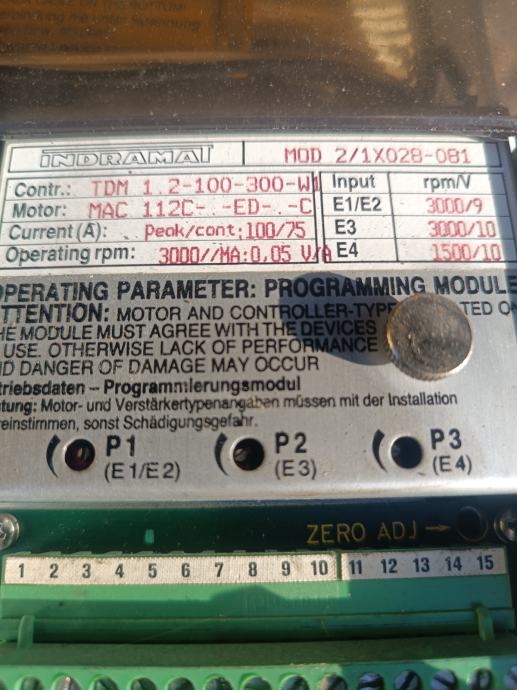 INDRAMAT MOD 2/1X028-081
Contr.: TDM 1.2-100-300-W1 Input rpm/V
Motor: MAC 112C-.-ED-.-C E1/E2 3000/9
Current (A): Peak/cont:100/75 E3 3000/10
Operating rpm: 3000//MA:0,05 V/A E4 1500/10
OPERATING PARAMETER: PROGRAMMING MODULE
ATTENTION: MOTOR AND CONTROLLER-TYPE
THE MODULE MUST AGREE WITH THE DEVICES
USE. OTHERWISE LACK OF PERFORMANCE
AND DANGER OF DAMAGE MAY OCCUR
triebsdaten – Programmierungsmodul
tung: Motor- und Verstärkertypenangaben müssen mit der Installation
ereinstimmen, sonst Schädigungsgefahr.
P1 P2 P3
(E1/E2) (E3) (E4)
ZERO ADJ
1 2 3 4 5 6 7 8 9 10 11 12 13 14 15